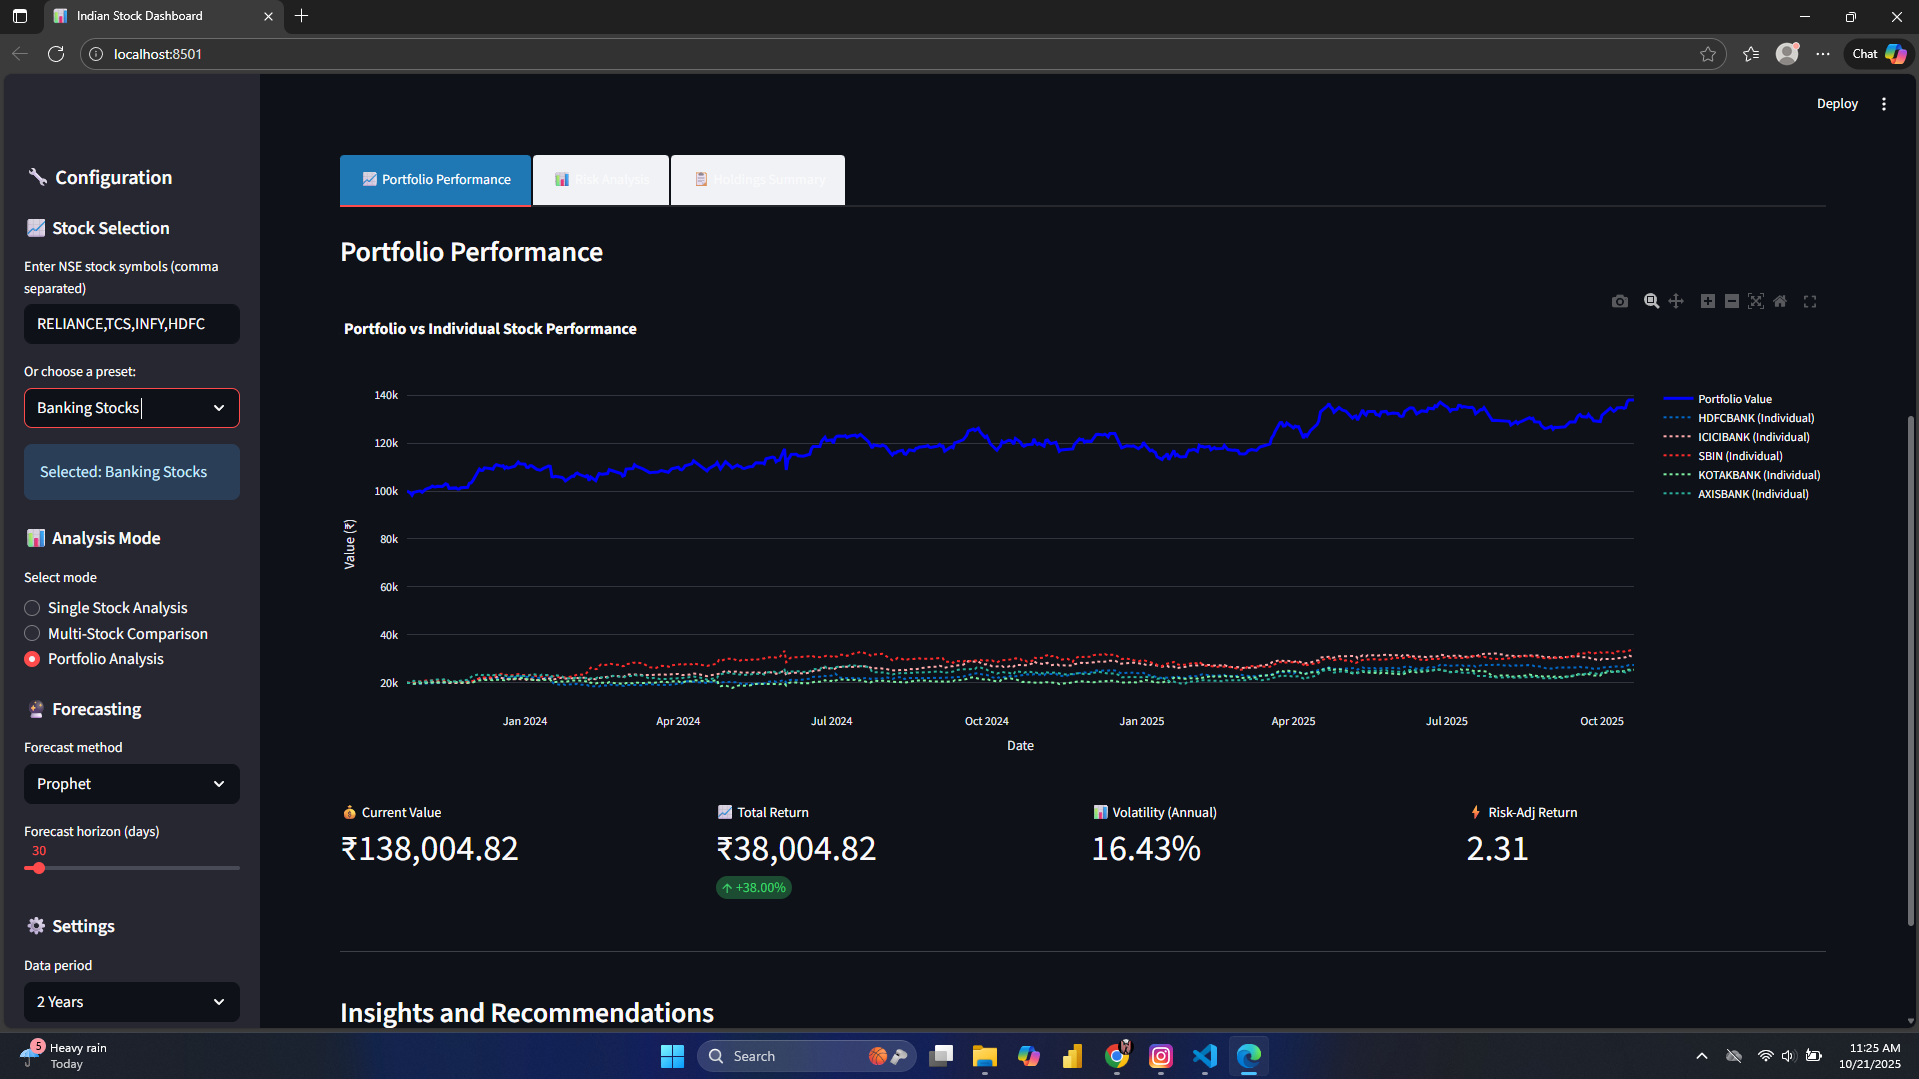 Indian Stock Dashboard
localhost:8501
Chat
Deploy
Configuration
Stock Selection
Enter NSE stock symbols (comma
separated)
RELIANCE,TCS,INFY,HDFC
Or choose a preset:
Banking Stocks
Selected: Banking Stocks
Analysis Mode
Select mode
Single Stock Analysis
Multi-Stock Comparison
Portfolio Analysis
Forecasting
Forecast method
Prophet
Forecast horizon (days)
30
Settings
Data period
2 Years
Portfolio Performance
Risk Analysis
Holdings Summary
Portfolio Performance
Portfolio vs Individual Stock Performance
140k
120k
100k
80k
60k
40k
20k
Value (₹)
Jan 2024
Apr 2024
Jul 2024
Oct 2024
Jan 2025
Apr 2025
Jul 2025
Oct 2025
Date
Portfolio Value
HDFCBANK (Individual)
ICICIBANK (Individual)
SBIN (Individual)
KOTAKBANK (Individual)
AXISBANK (Individual)
Current Value
₹138,004.82
Total Return
₹38,004.82
↑ +38.00%
Volatility (Annual)
16.43%
Risk-Adj Return
2.31
Insights and Recommendations
5
Heavy rain
Today
Search
11:25 AM
10/21/2025